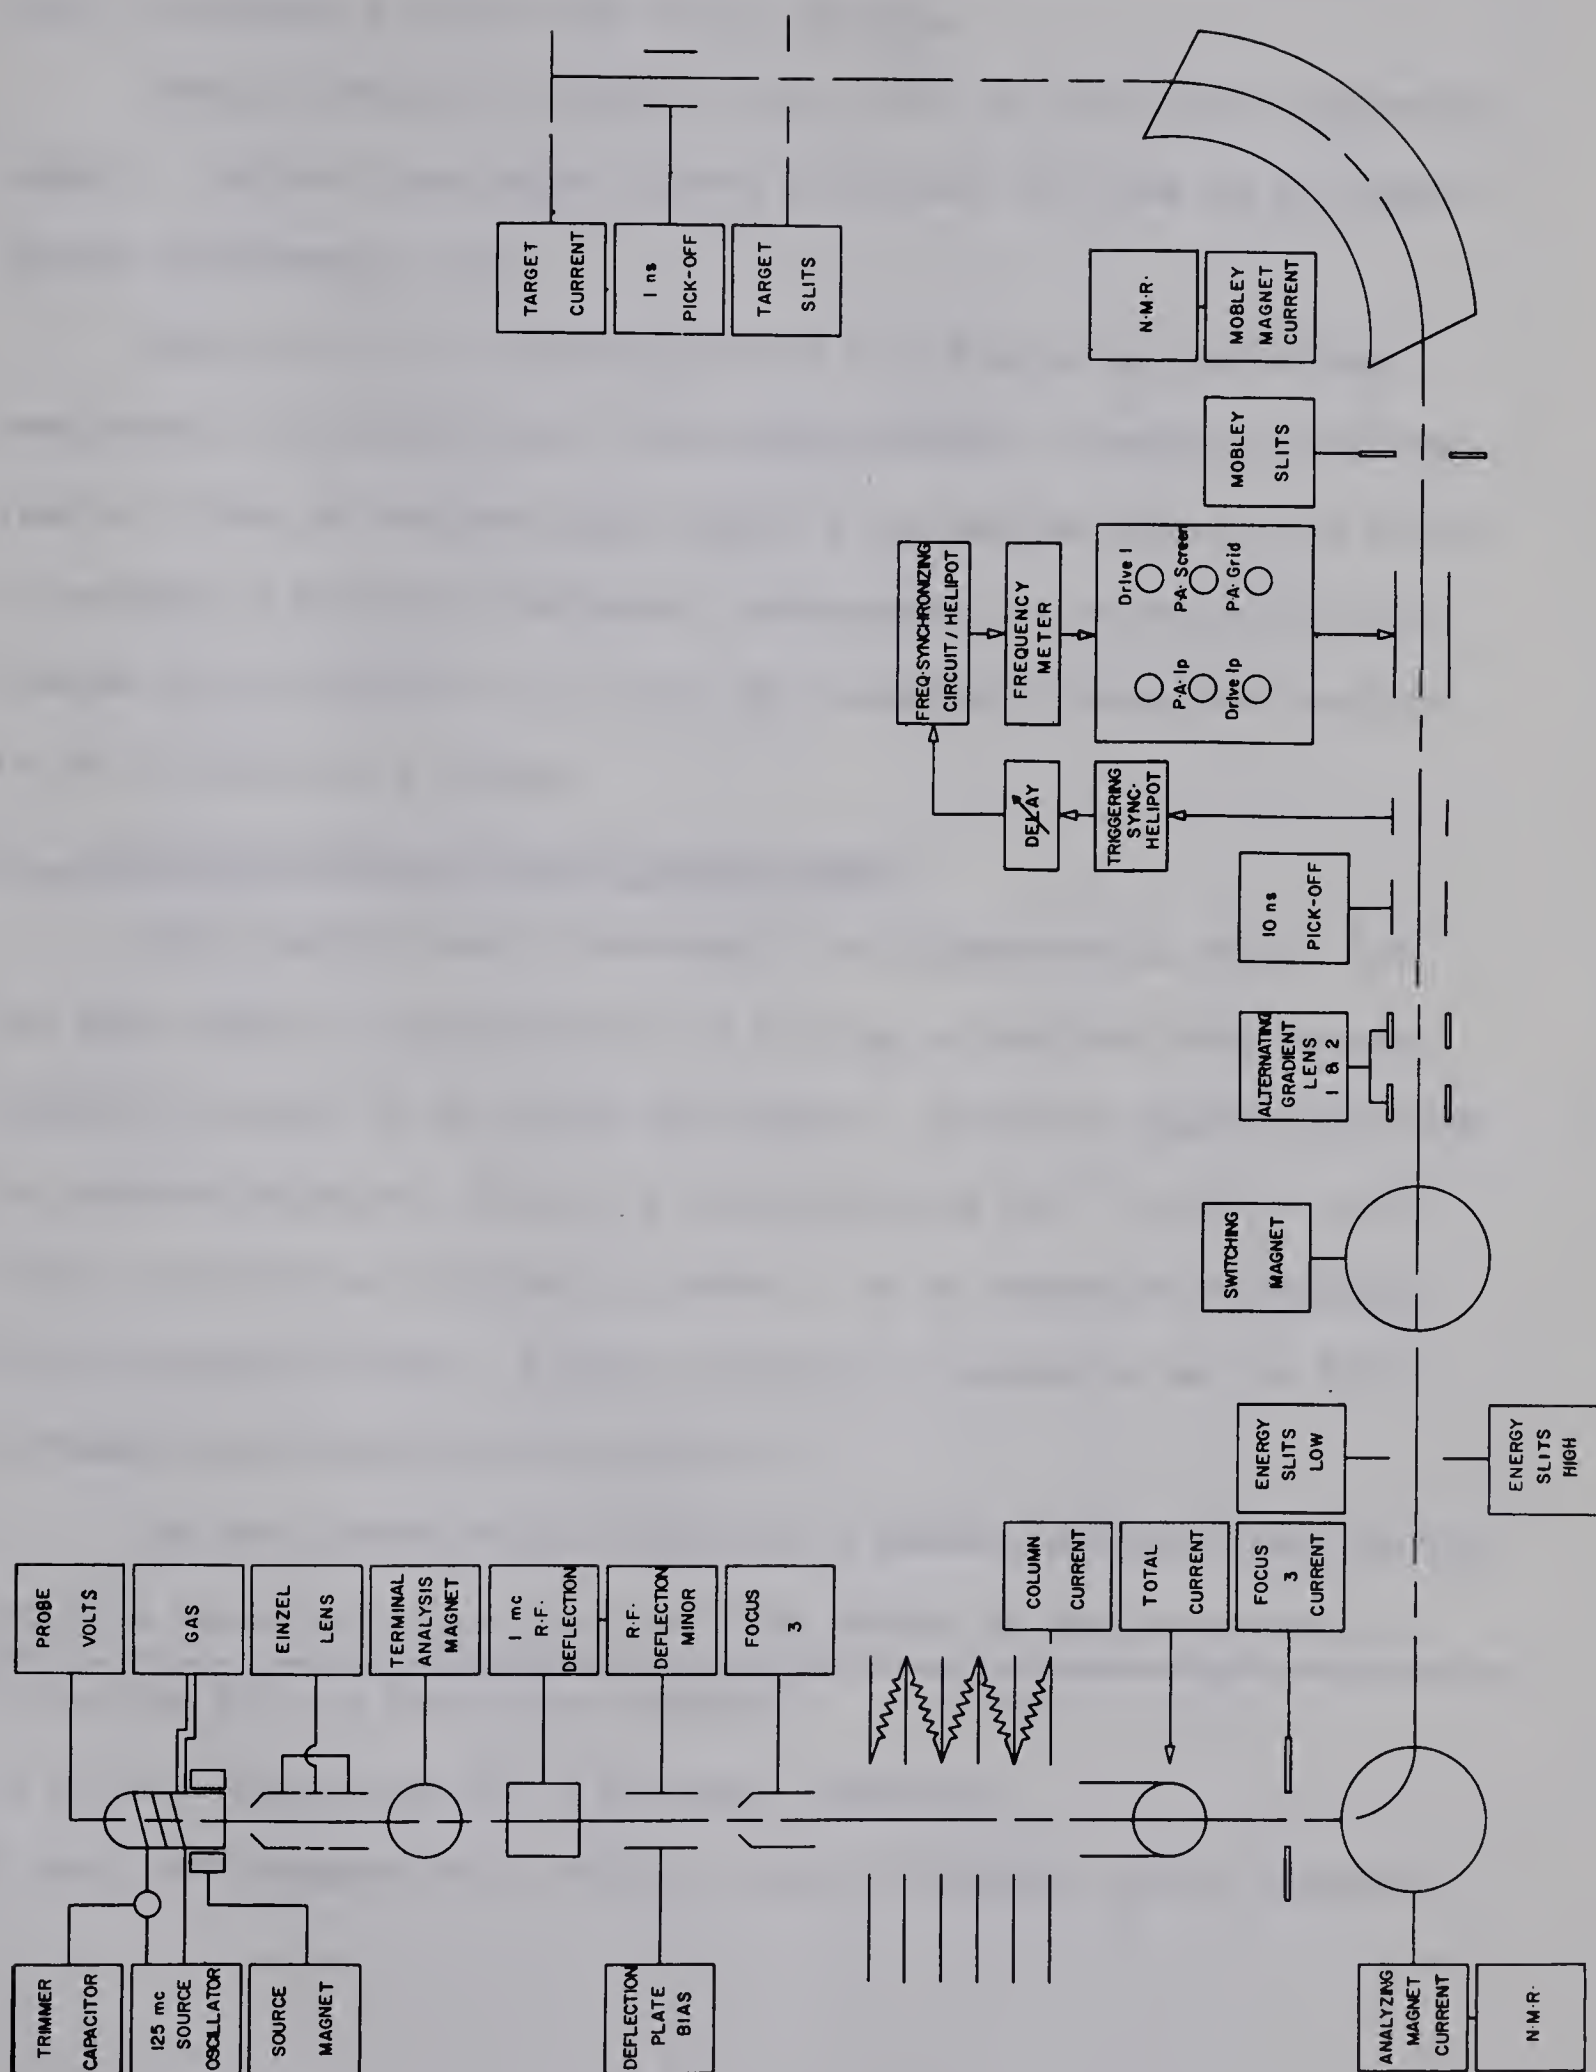 TRIMMER
CAPACITOR
125 mc
SOURCE
OSCILLATOR
SOURCE
MAGNET
DEFLECTION
PLATE
BIAS
ANALYZING
MAGNET
CURRENT
N·M·R·
PROBE
VOLTS
GAS
EINZEL
LENS
TERMINAL
ANALYSIS
MAGNET
1 mc
R·F·
DEFLECTION
R·F·
DEFLECTION
MINOR
FOCUS
3
COLUMN
CURRENT
TOTAL
CURRENT
FOCUS
3
CURRENT
ENERGY
SLITS
LOW
ENERGY
SLITS
HIGH
SWITCHING
MAGNET
ALTERNATING
GRADIENT
LENS
1 & 2
10 ns
PICK-OFF
TRIGGERING
SYNC-
HELIPOT
DELAY
FREQ·SYNCHRONIZING
CIRCUIT/HELIPOT
FREQUENCY
METER
Drive I
P·A· Screen
P·A· Grid
P·A· Ip
Drive Ip
MOBLEY
SLITS
N·M·R·
MOBLEY
MAGNET
CURRENT
TARGET
CURRENT
1 ns
PICK-OFF
TARGET
SLITS